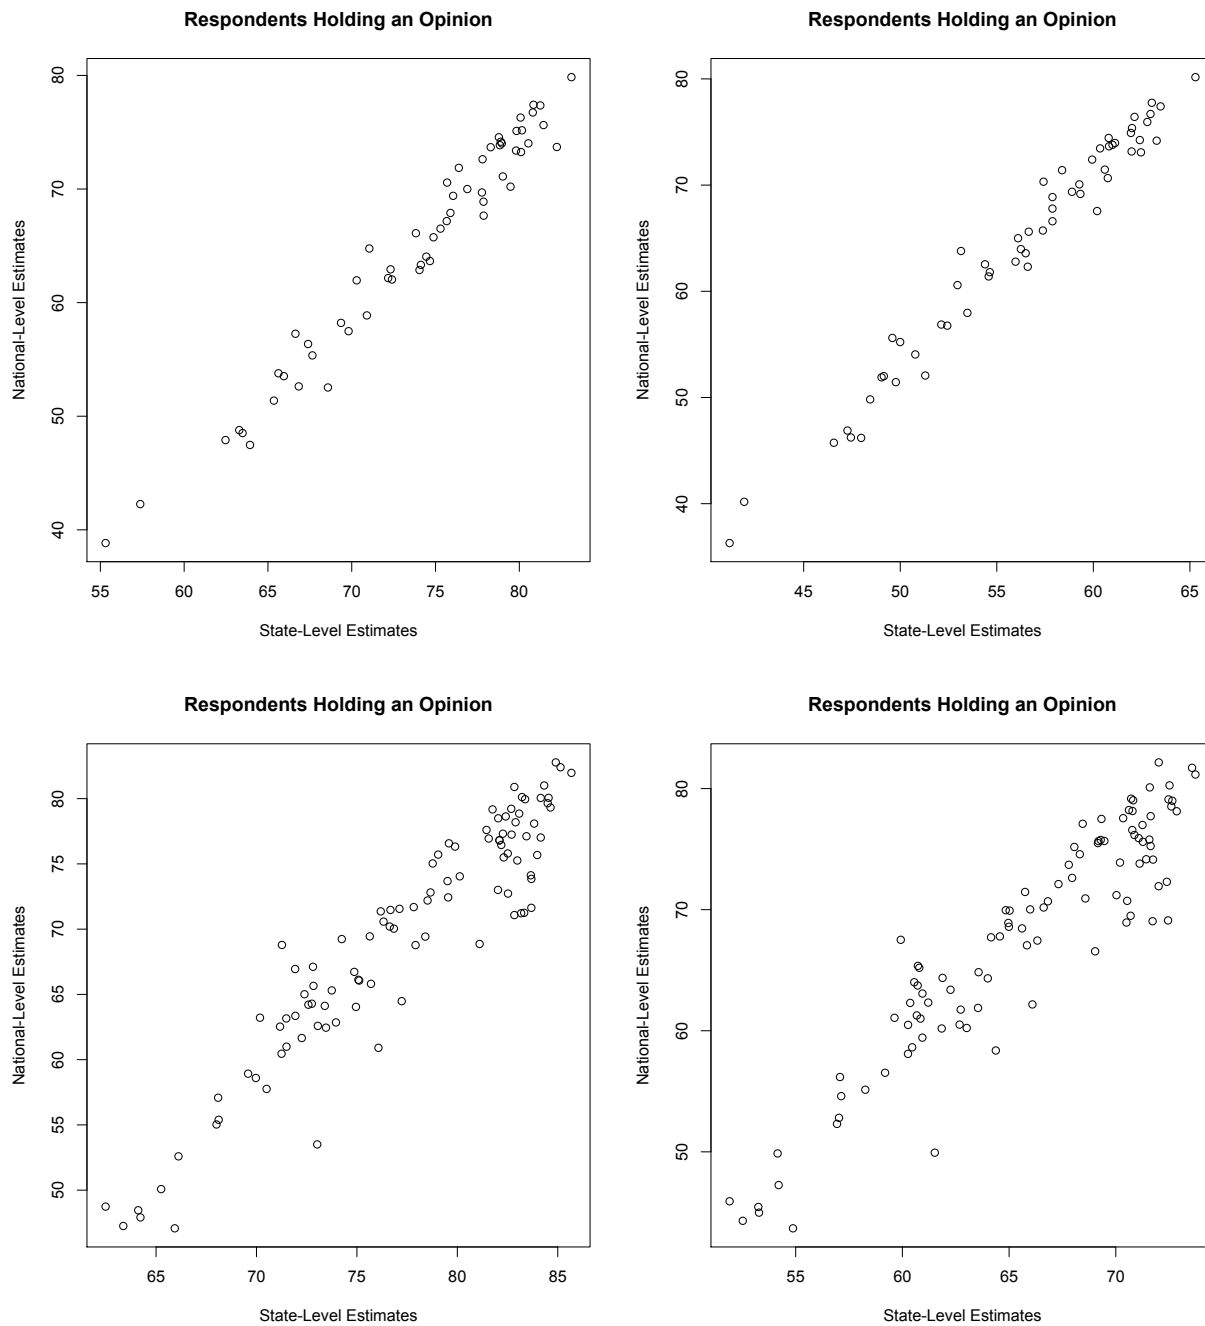 Respondents Holding an Opinion
National-Level Estimates
80
70
60
50
40
55 60 65 70 75 80
State-Level Estimates
Respondents Holding an Opinion
National-Level Estimates
80
70
60
50
40
45 50 55 60 65
State-Level Estimates
Respondents Holding an Opinion
National-Level Estimates
80
75
70
65
60
55
50
65 70 75 80 85
State-Level Estimates
Respondents Holding an Opinion
National-Level Estimates
80
70
60
50
55 60 65 70
State-Level Estimates